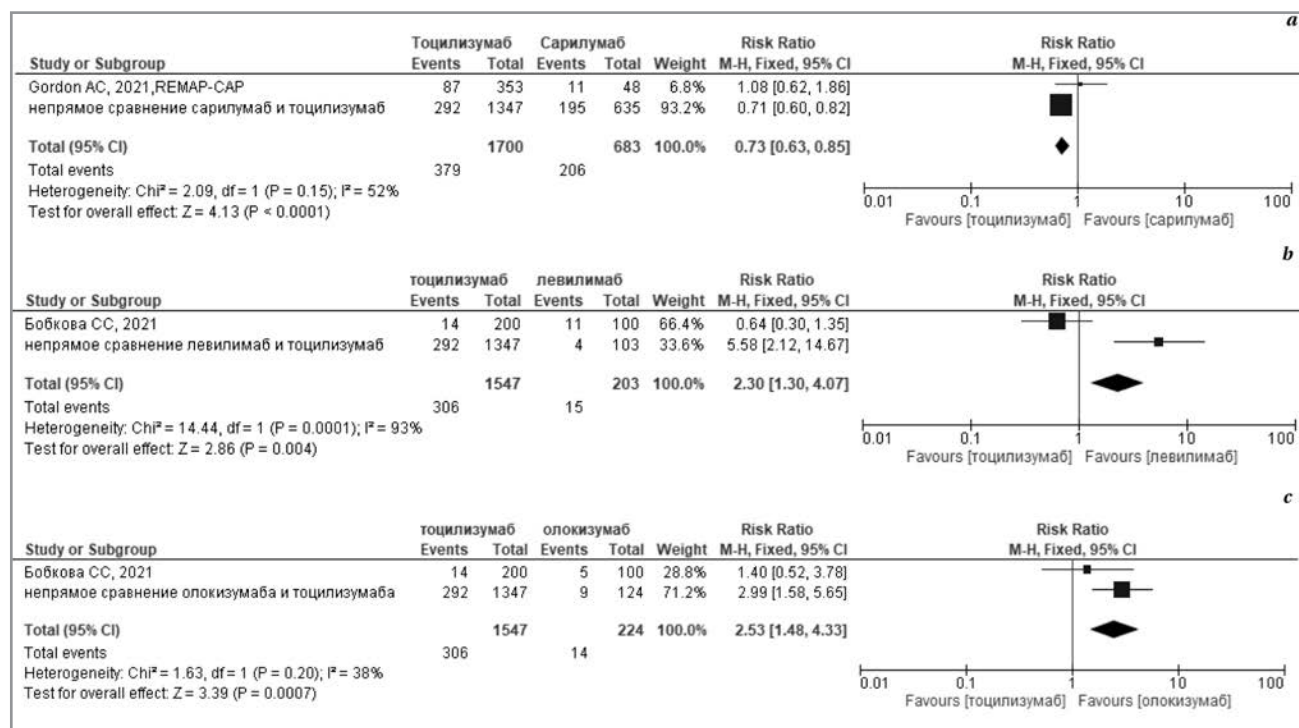 a
Тоцилизумаб Сарилумаб Risk Ratio Risk Ratio
Study or Subgroup Events Total Events Total Weight M-H, Fixed, 95% CI M-H, Fixed, 95% CI
Gordon AC, 2021,REMAP-CAP 87 353 11 48 6.8% 1.08 [0.62, 1.86]
непрямое сравнение сарилумаб и тоцилизумаб 292 1347 195 635 93.2% 0.71 [0.60, 0.82]
Total (95% CI) 1700 683 100.0% 0.73 [0.63, 0.85]
Total events 379 206
Heterogeneity: Chi² = 2.09, df = 1 (P = 0.15); I² = 52%
Test for overall effect: Z = 4.13 (P < 0.0001)
0.01 0.1 1 10 100
Favours [тоцилизумаб] Favours [сарилумаб]
b
тоцилизумаб левилимаб Risk Ratio Risk Ratio
Study or Subgroup Events Total Events Total Weight M-H, Fixed, 95% CI M-H, Fixed, 95% CI
Бобкова СС, 2021 14 200 11 100 66.4% 0.64 [0.30, 1.35]
непрямое сравнение левилимаб и тоцилизумаб 292 1347 4 103 33.6% 5.58 [2.12, 14.67]
Total (95% CI) 1547 203 100.0% 2.30 [1.30, 4.07]
Total events 306 15
Heterogeneity: Chi² = 14.44, df = 1 (P = 0.0001); I² = 93%
Test for overall effect: Z = 2.86 (P = 0.004)
0.01 0.1 1 10 100
Favours [тоцилизумаб] Favours [левилимаб]
c
тоцилизумаб олокизумаб Risk Ratio Risk Ratio
Study or Subgroup Events Total Events Total Weight M-H, Fixed, 95% CI M-H, Fixed, 95% CI
Бобкова СС, 2021 14 200 5 100 28.8% 1.40 [0.52, 3.78]
непрямое сравнение олокизумаба и тоцилизумаба 292 1347 9 124 71.2% 2.99 [1.58, 5.65]
Total (95% CI) 1547 224 100.0% 2.53 [1.48, 4.33]
Total events 306 14
Heterogeneity: Chi² = 1.63, df = 1 (P = 0.20); I² = 38%
Test for overall effect: Z = 3.39 (P = 0.0007)
0.01 0.1 1 10 100
Favours [тоцилизумаб] Favours [олокизумаб]